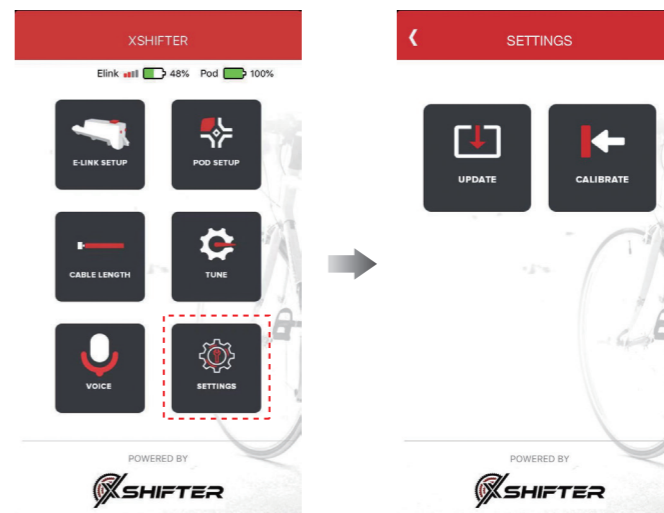 XSHIFTER
Elink 48% Pod 100%
E-LINK SETUP
POD SETUP
CABLE LENGTH
TUNE
VOICE
SETTINGS
POWERED BY
XSHIFTER
SETTINGS
UPDATE
CALIBRATE
POWERED BY
XSHIFTER